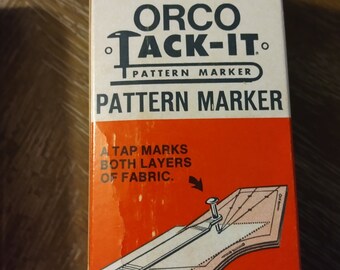 ORCO
TACK-IT
PATTERN MARKER
PATTERN MARKER
A TAP MARKS
BOTH LAYERS
OF FABRIC.